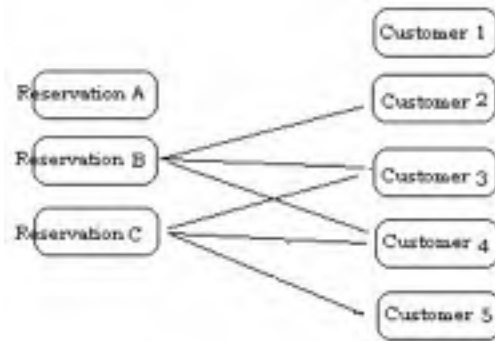 Customer 1
Reservation A
Customer 2
Reservation B
Customer 3
Reservation C
Customer 4
Customer 5